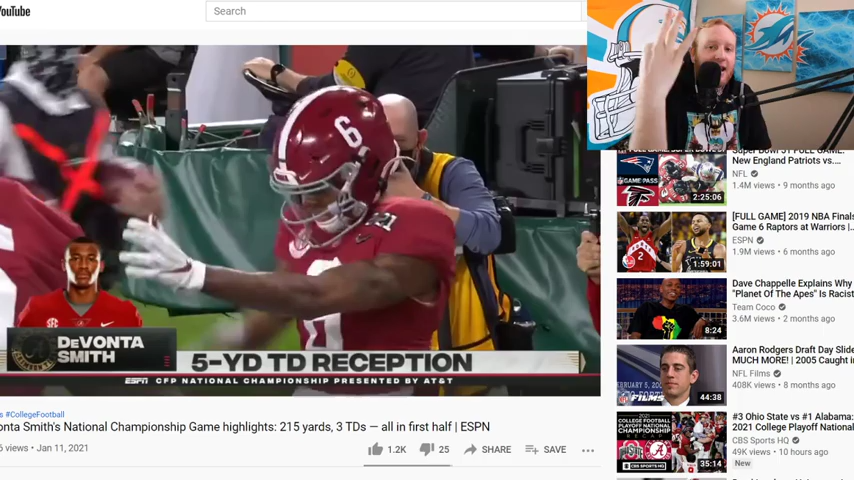 YouTube
Search
6
DEVONTA
SMITH
5-YD TD RECEPTION
ESPN CFP NATIONAL CHAMPIONSHIP PRESENTED BY AT&T
#CollegeFootball
onta Smith's National Championship Game highlights: 215 yards, 3 TDs — all in first half | ESPN
views • Jan 11, 2021
1.2K
25
SHARE
SAVE
New England Patriots vs....
NFL
1.4M views • 9 months ago
GAME PASS
2:25:06
[FULL GAME] 2019 NBA Finals
Game 6 Raptors at Warriors |
ESPN
1.9M views • 6 months ago
1:59:01
Dave Chappelle Explains Why
"Planet Of The Apes" Is Racist
Team Coco
3.6M views • 2 months ago
8:24
Aaron Rodgers Draft Day Slide
MUCH MORE! | 2005 Caught i
NFL Films
408K views • 8 months ago
44:38
#3 Ohio State vs #1 Alabama:
2021 College Playoff National
CBS Sports HQ
49K views • 10 hours ago
New
35:14